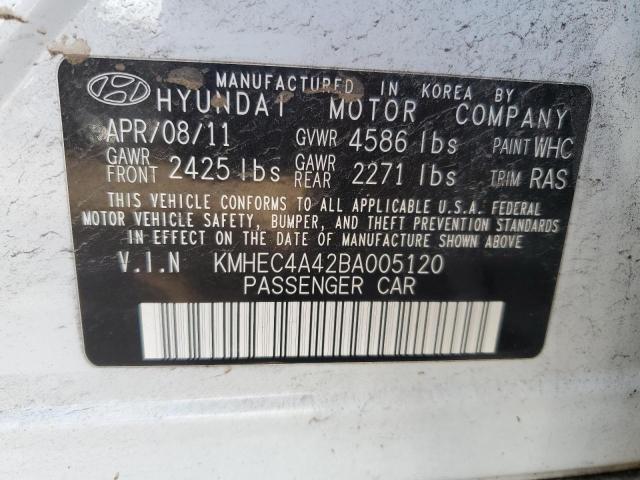 MANUFACTURED IN KOREA BY
HYUNDAI MOTOR COMPANY
APR/08/11 GVWR 4586 lbs PAINT WHC
GAWR FRONT 2425 lbs GAWR REAR 2271 lbs TRIM RAS
THIS VEHICLE CONFORMS TO ALL APPLICABLE U.S.A. FEDERAL
MOTOR VEHICLE SAFETY, BUMPER, AND THEFT PREVENTION STANDARDS
IN EFFECT ON THE DATE OF MANUFACTURE SHOWN ABOVE
V.I.N KMHEC4A42BA005120
PASSENGER CAR